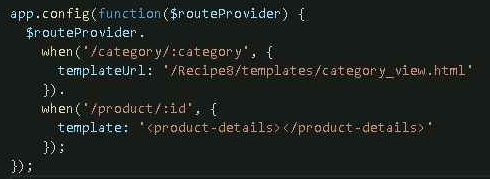 app.config(function($routeProvider) {
  $routeProvider.
    when('/category/:category', {
      templateUrl: '/Recipe8/templates/category_view.html'
    }).
    when('/product/:id', {
      template: '<product-details></product-details>'
    });
});